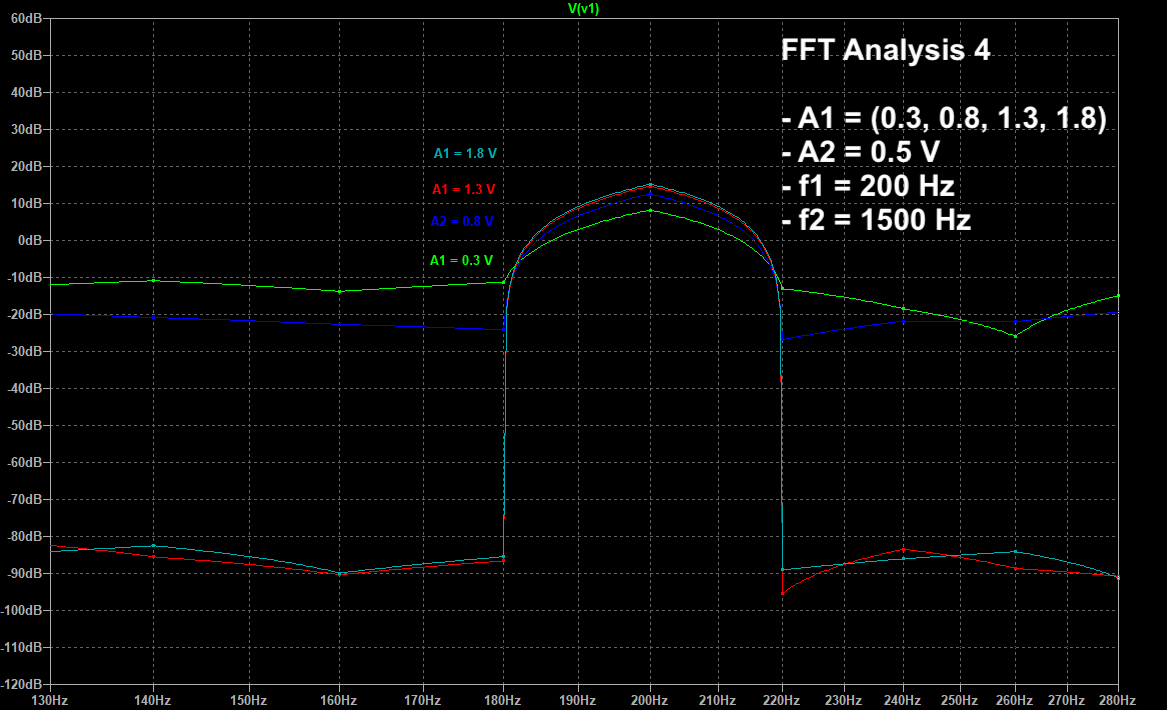 V(v1)
60dB
50dB
40dB
30dB
20dB
10dB
0dB
-10dB
-20dB
-30dB
-40dB
-50dB
-60dB
-70dB
-80dB
-90dB
-100dB
-110dB
-120dB
FFT Analysis 4
- A1 = (0.3, 0.8, 1.3, 1.8)
- A2 = 0.5 V
- f1 = 200 Hz
- f2 = 1500 Hz
A1 = 1.8 V
A1 = 1.3 V
A2 = 0.8 V
A1 = 0.3 V
130Hz 140Hz 150Hz 160Hz 170Hz 180Hz 190Hz 200Hz 210Hz 220Hz 230Hz 240Hz 250Hz 260Hz 270Hz 280Hz